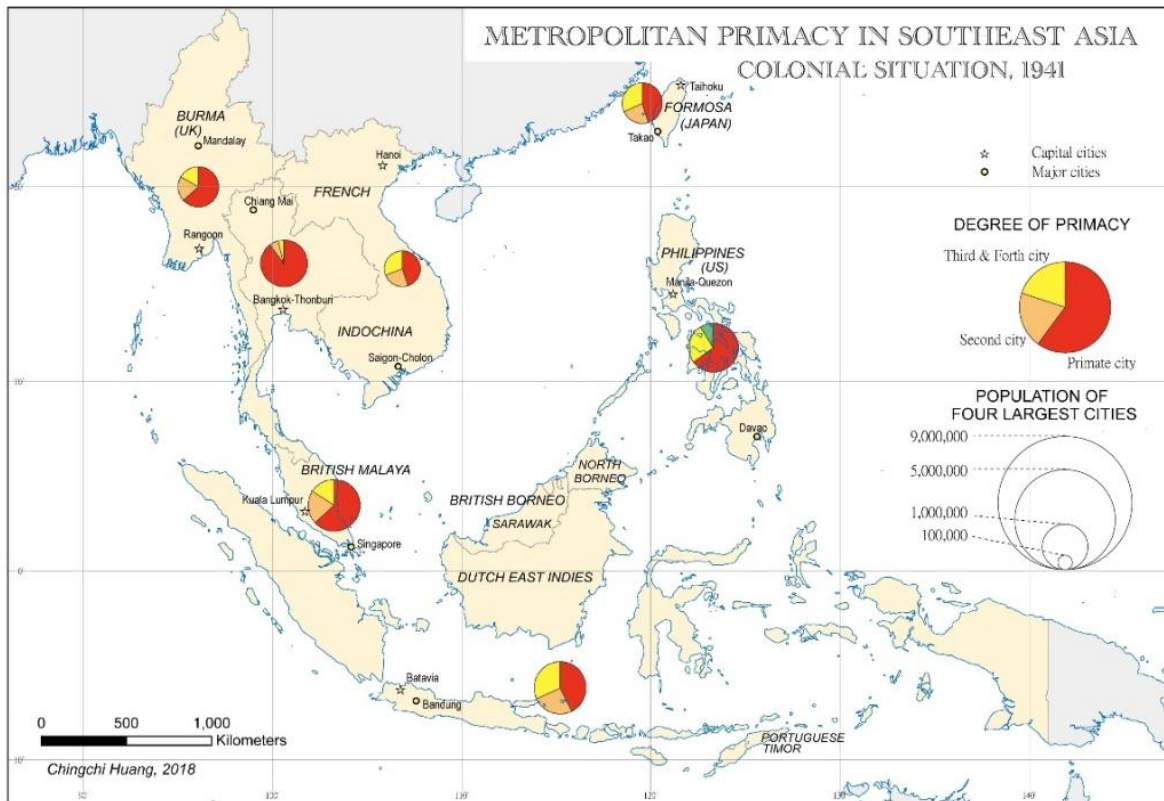 METROPOLITAN PRIMACY IN SOUTHEAST ASIA
COLONIAL SITUATION, 1941
Taihoku
FORMOSA
(JAPAN)
Takao
BURMA
(UK)
Mandalay
Hanoi
FRENCH
Chiang Mai
Rangoon
Bangkok-Thonburi
INDOCHINA
Saigon-Cholon
PHILIPPINES
(US)
Manila-Quezon
Davao
BRITISH MALAYA
Kuala Lumpur
Singapore
NORTH
BORNEO
BRITISH BORNEO
SARAWAK
DUTCH EAST INDIES
Batavia
Bandung
PORTUGUESE
TIMOR
Capital cities
Major cities
DEGREE OF PRIMACY
Third & Forth city
Second city
Primate city
POPULATION OF
FOUR LARGEST CITIES
9,000,000
5,000,000
1,000,000
100,000
0 500 1,000
Kilometers
Chingchi Huang, 2018
0°
110°
120°